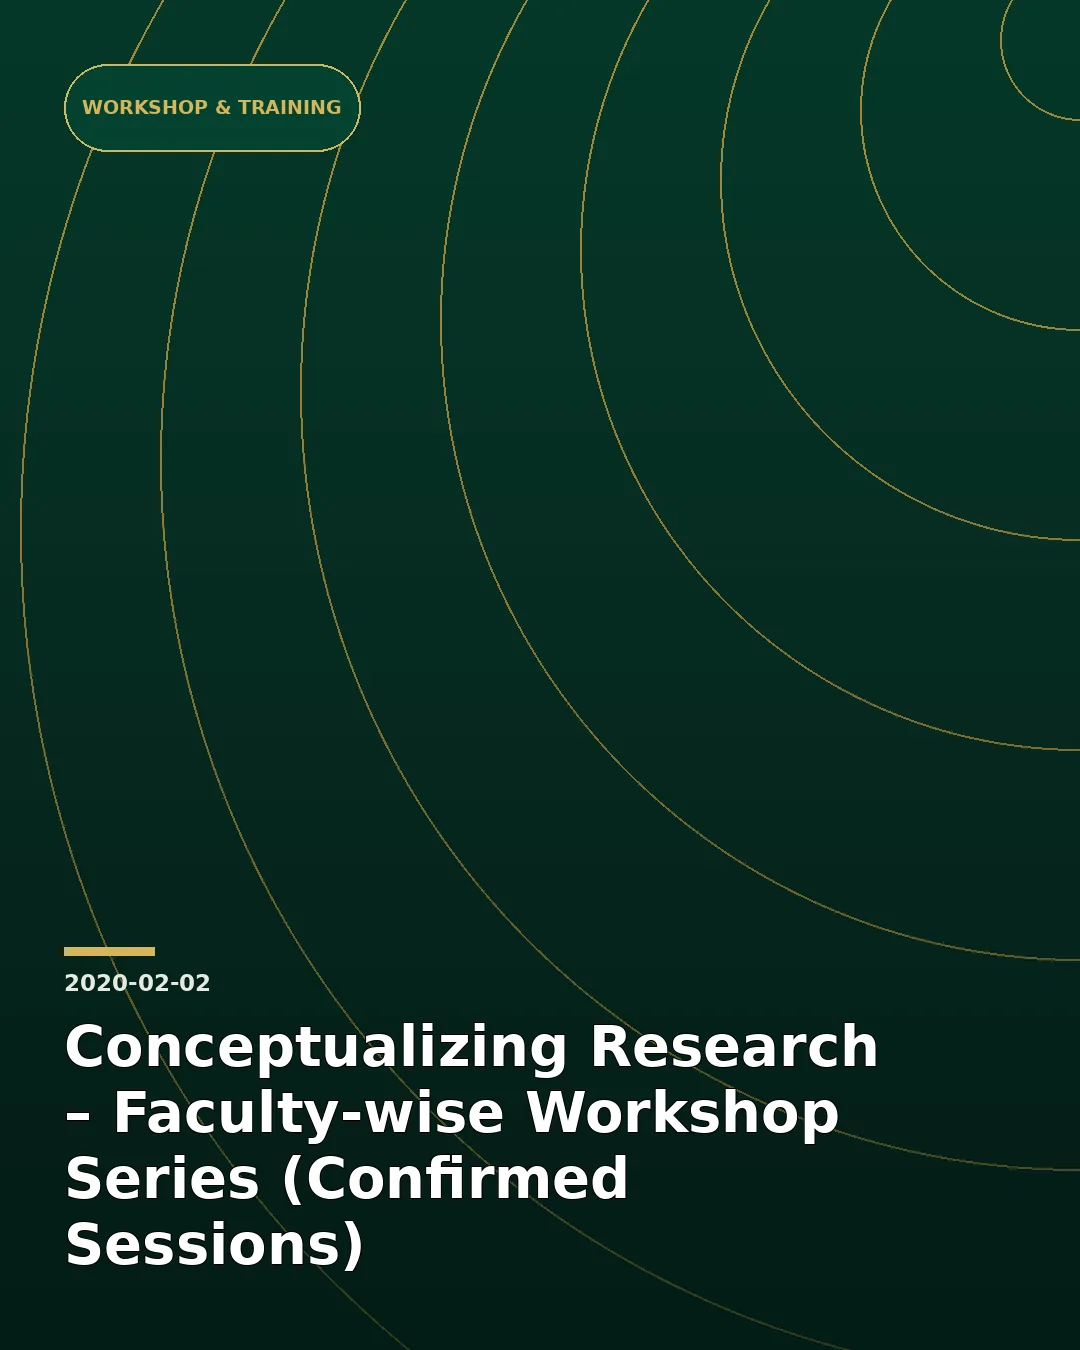 WORKSHOP & TRAINING
2020-02-02
Conceptualizing Research
– Faculty-wise Workshop
Series (Confirmed
Sessions)